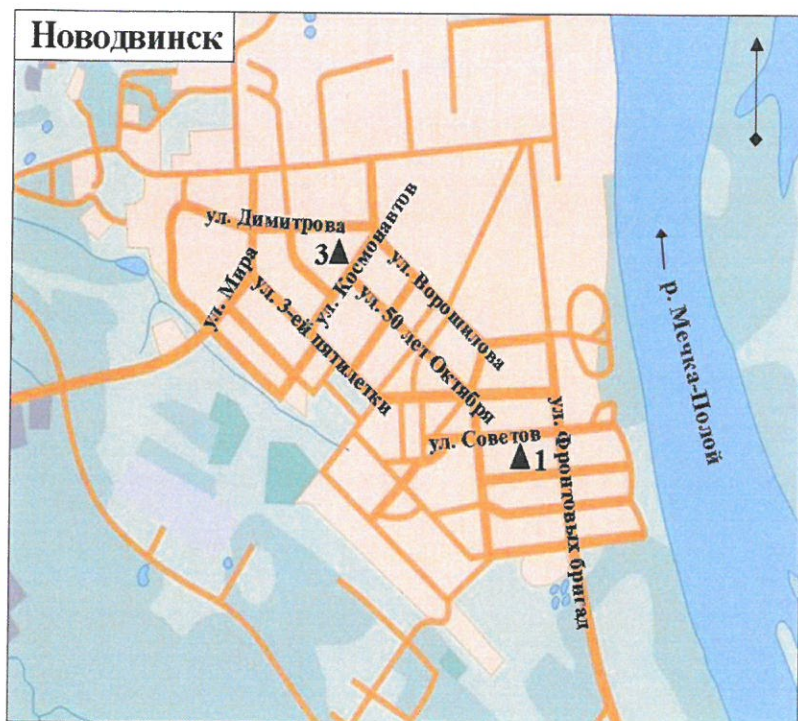 Новодвинск
ул. Димитрова
ул. Космонавтов
3
ул. Мира
ул. Ворошилова
ул. 3-ей пятилетки
ул. 50 лет Октября
р. Мечка-Полой
ул. Советов
1
ул. Фронтовых бригад